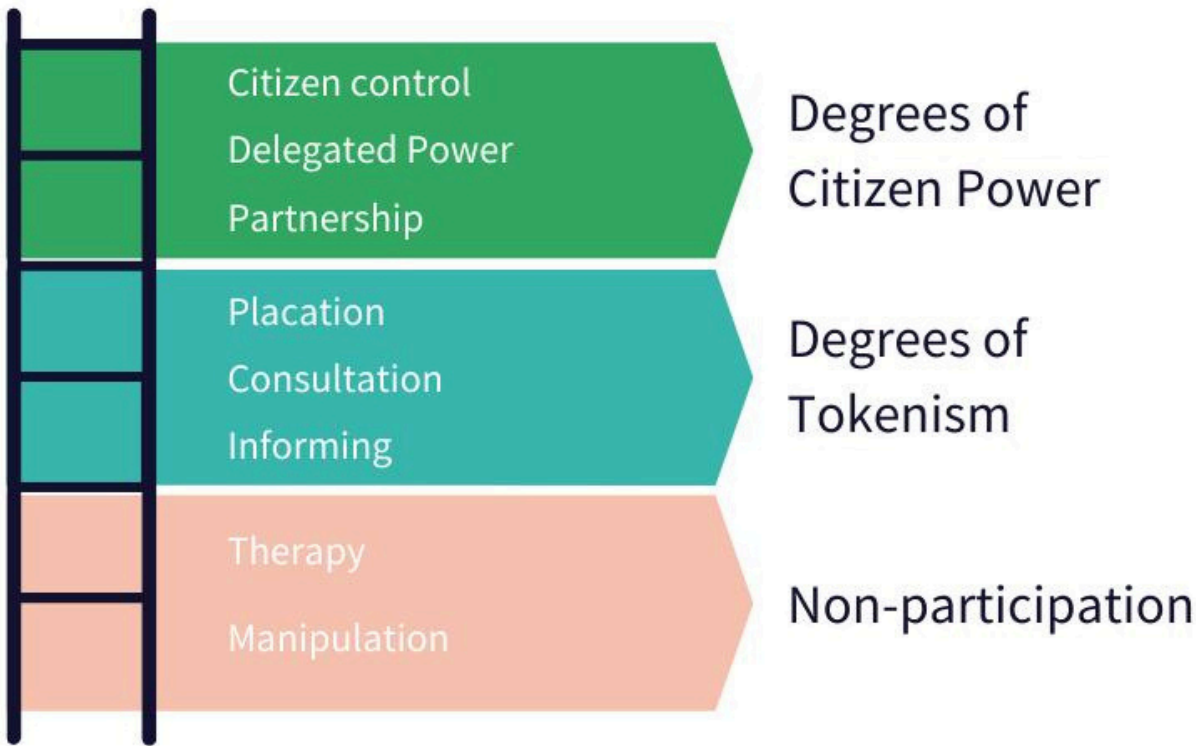 Citizen control
Delegated Power
Partnership
Degrees of
Citizen Power
Placation
Consultation
Informing
Degrees of
Tokenism
Therapy
Manipulation
Non-participation